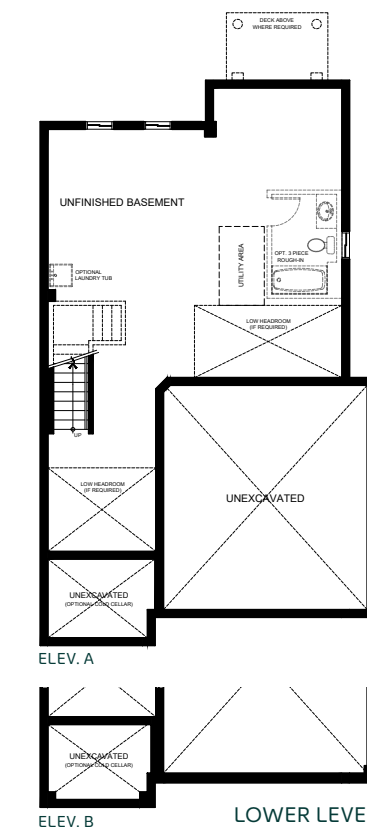 DECK ABOVE
WHERE REQUIRED
UNFINISHED BASEMENT
UTILITY AREA
OPT. 3 PIECE
ROUGH-IN
OPTIONAL
LAUNDRY TUB
LOW HEADROOM
(IF REQUIRED)
UP
LOW HEADROOM
(IF REQUIRED)
UNEXCAVATED
UNEXCAVATED
(OPTIONAL COLD CELLAR)
ELEV. A
UNEXCAVATED
(OPTIONAL COLD CELLAR)
ELEV. B
LOWER LEVE